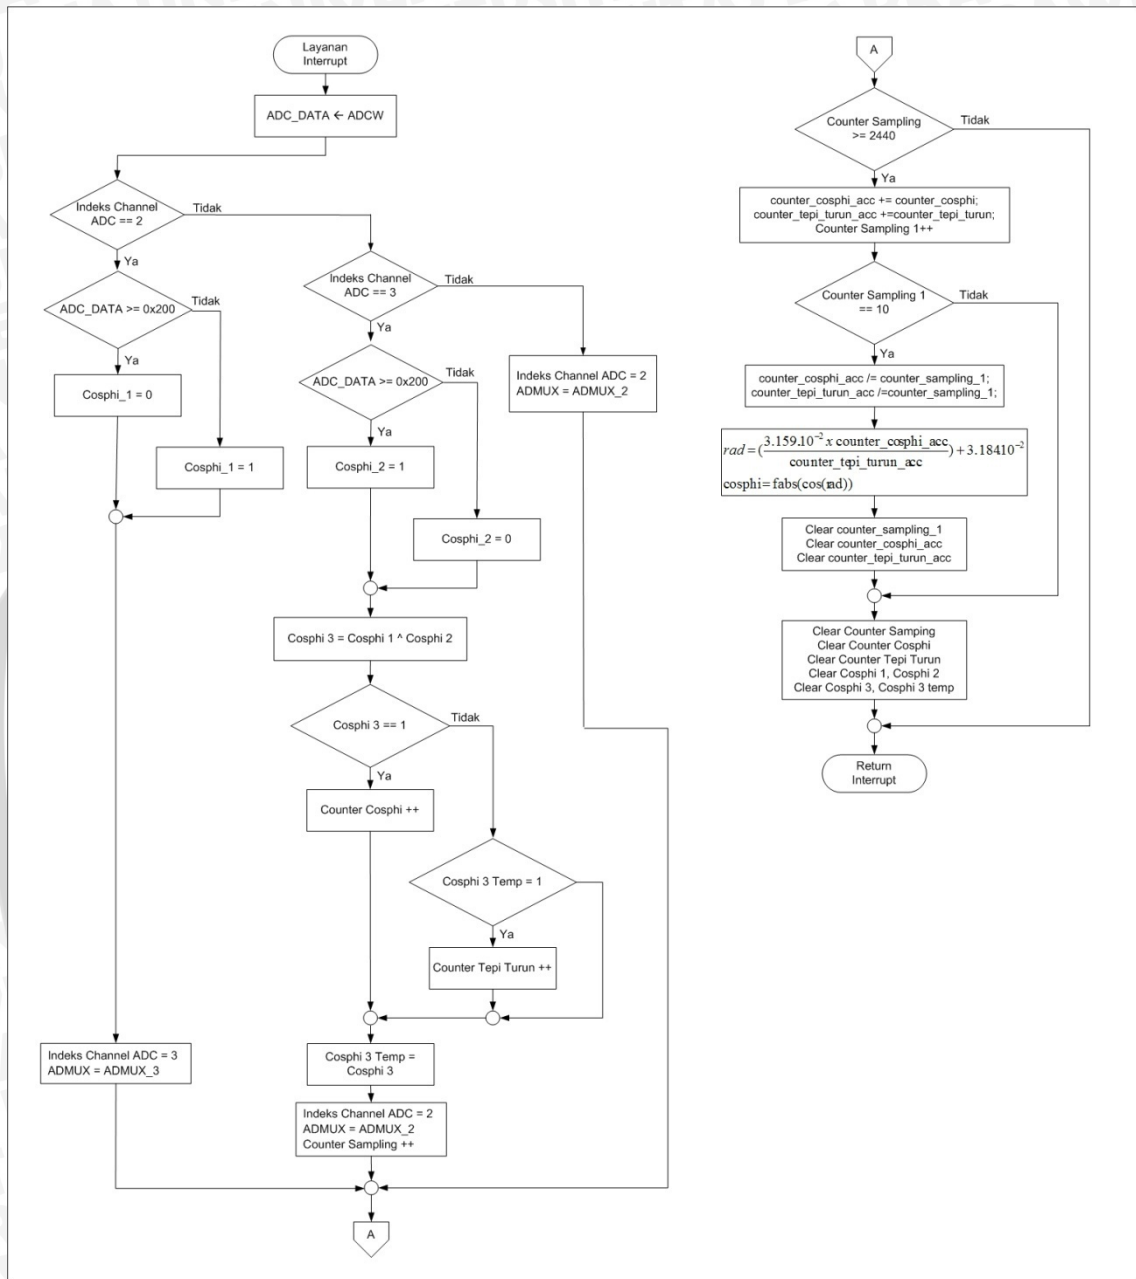 Layanan
Interrupt
ADC_DATA ← ADCW
Indeks Channel
ADC == 2
Tidak
Ya
ADC_DATA >= 0x200
Tidak
Ya
Cosphi_1 = 0
Cosphi_1 = 1
Indeks Channel
ADC == 3
Tidak
Ya
ADC_DATA >= 0x200
Tidak
Ya
Cosphi_2 = 1
Cosphi_2 = 0
Indeks Channel ADC = 2
ADMUX = ADMUX_2
Cosphi 3 = Cosphi 1 ^ Cosphi 2
Cosphi 3 == 1
Tidak
Ya
Counter Cosphi ++
Cosphi 3 Temp = 1
Ya
Counter Tepi Turun ++
Indeks Channel ADC = 3
ADMUX = ADMUX_3
Cosphi 3 Temp =
Cosphi 3
Indeks Channel ADC = 2
ADMUX = ADMUX_2
Counter Sampling ++
A
A
Counter Sampling
>= 2440
Tidak
Ya
counter_cosphi_acc += counter_cosphi;
counter_tepi_turun_acc +=counter_tepi_turun;
Counter Sampling 1++
Counter Sampling 1
== 10
Tidak
Ya
counter_cosphi_acc /= counter_sampling_1;
counter_tepi_turun_acc /=counter_sampling_1;
rad = (3.159.10⁻² x counter_cosphi_acc / counter_tepi_turun_acc) + 3.18410⁻²
cosphi=fabs(cos(rad))
Clear counter_sampling_1
Clear counter_cosphi_acc
Clear counter_tepi_turun_acc
Clear Counter Samping
Clear Counter Cosphi
Clear Counter Tepi Turun
Clear Cosphi 1, Cosphi 2
Clear Cosphi 3, Cosphi 3 temp
Return
Interrupt